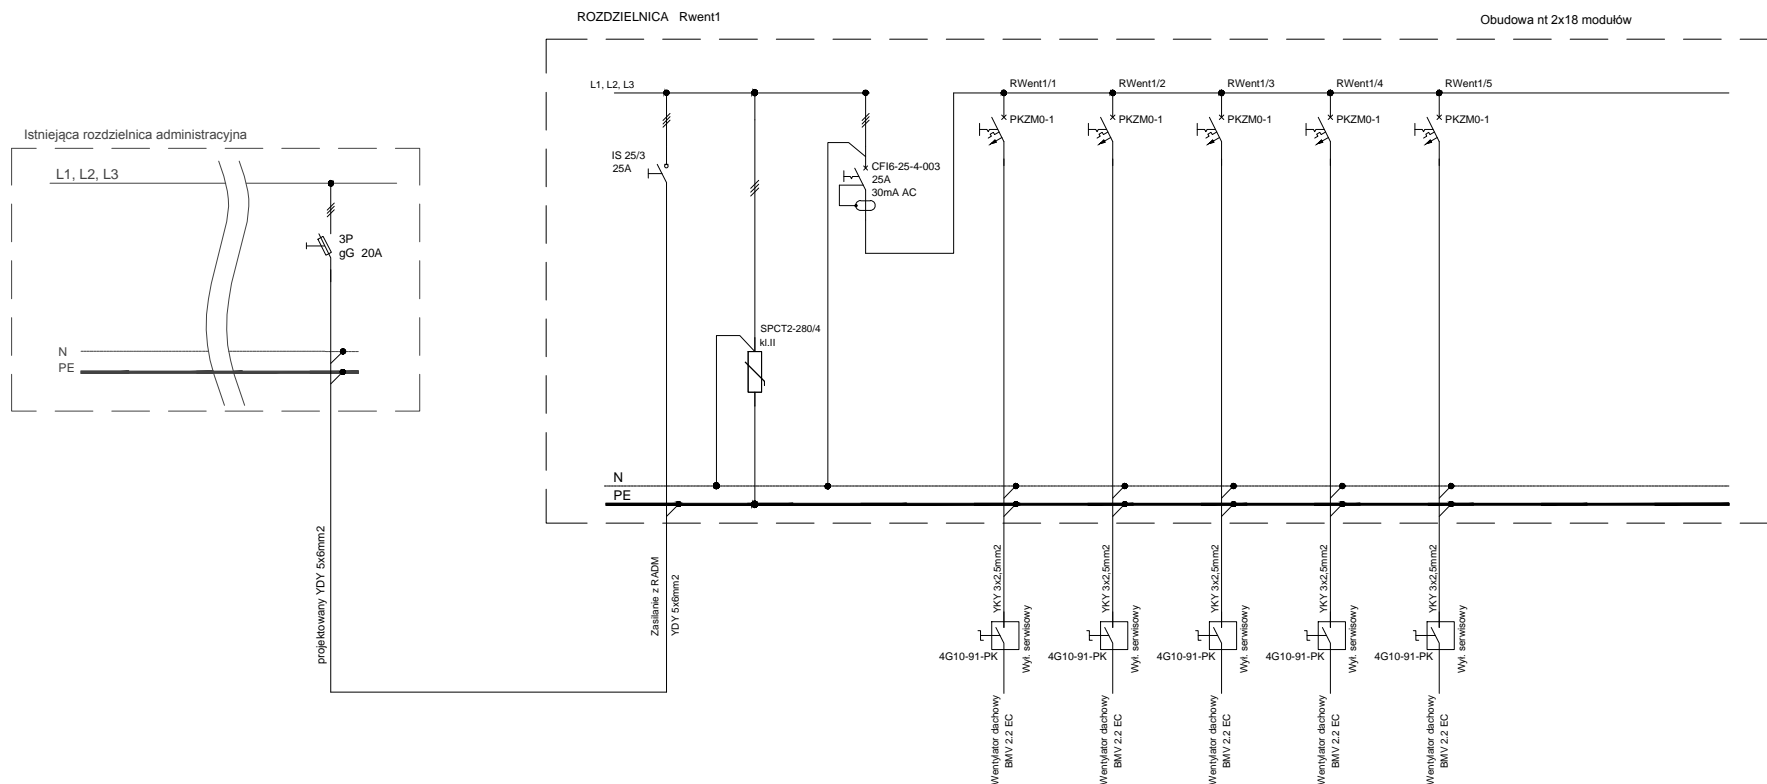 ROZDZIELNICA Rwent1
Obudowa nt 2x18 modułów
Istniejąca rozdzielnica administracyjna
L1, L2, L3
3P
gG 20A
N
PE
projektowany YDY 5x6mm2
L1, L2, L3
IS 25/3
25A
SPCT2-280/4
kl.II
CFI6-25-4-003
25A
30mA AC
RWent1/1
RWent1/2
RWent1/3
RWent1/4
RWent1/5
PKZM0-1
PKZM0-1
PKZM0-1
PKZM0-1
PKZM0-1
N
PE
Zasilanie z RADM
YDY 5x6mm2
YKY 3x2,5mm2
YKY 3x2,5mm2
YKY 3x2,5mm2
YKY 3x2,5mm2
YKY 3x2,5mm2
4G10-91-PK
Wył. serwisowy
4G10-91-PK
Wył. serwisowy
4G10-91-PK
Wył. serwisowy
4G10-91-PK
Wył. serwisowy
4G10-91-PK
Wył. serwisowy
Wentylator dachowy
BMV 2.2 EC
Wentylator dachowy
BMV 2.2 EC
Wentylator dachowy
BMV 2.2 EC
Wentylator dachowy
BMV 2.2 EC
Wentylator dachowy
BMV 2.2 EC